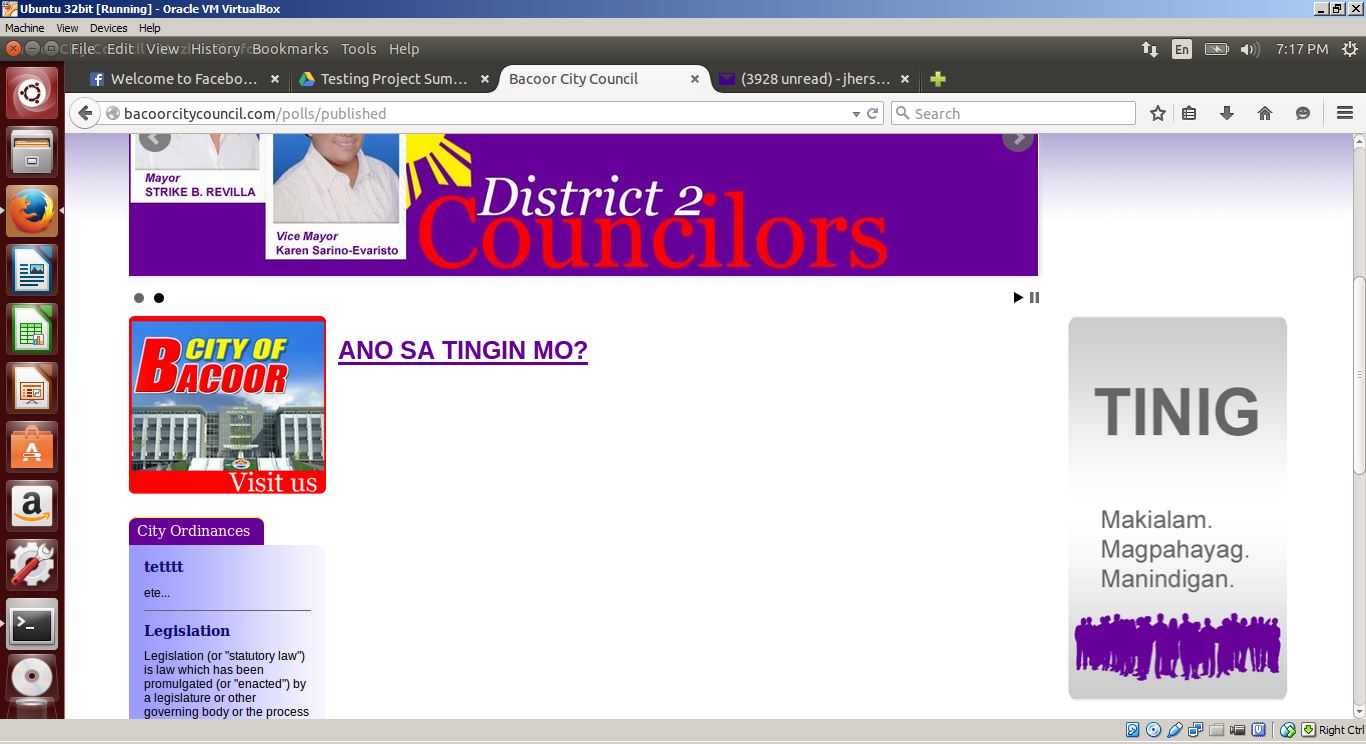 Ubuntu 32bit [Running] - Oracle VM VirtualBox
Machine View Devices Help
File Edit View History Bookmarks Tools Help
En
7:17 PM
Welcome to Facebo...
Testing Project Sum...
Bacoor City Council
(3928 unread) - jhers...
bacoorcitycouncil.com/polls/published
Search
Mayor
STRIKE B. REVILLA
Vice Mayor
Karen Sarino-Evaristo
District 2
Councilors
CITY OF
BACOOR
Visit us
ANO SA TINGIN MO?
TINIG
Makialam.
Magpahayag.
Manindigan.
City Ordinances
tetttt
ete...
Legislation
Legislation (or "statutory law")
is law which has been
promulgated (or "enacted") by
a legislature or other
governing body or the process
Right Ctrl